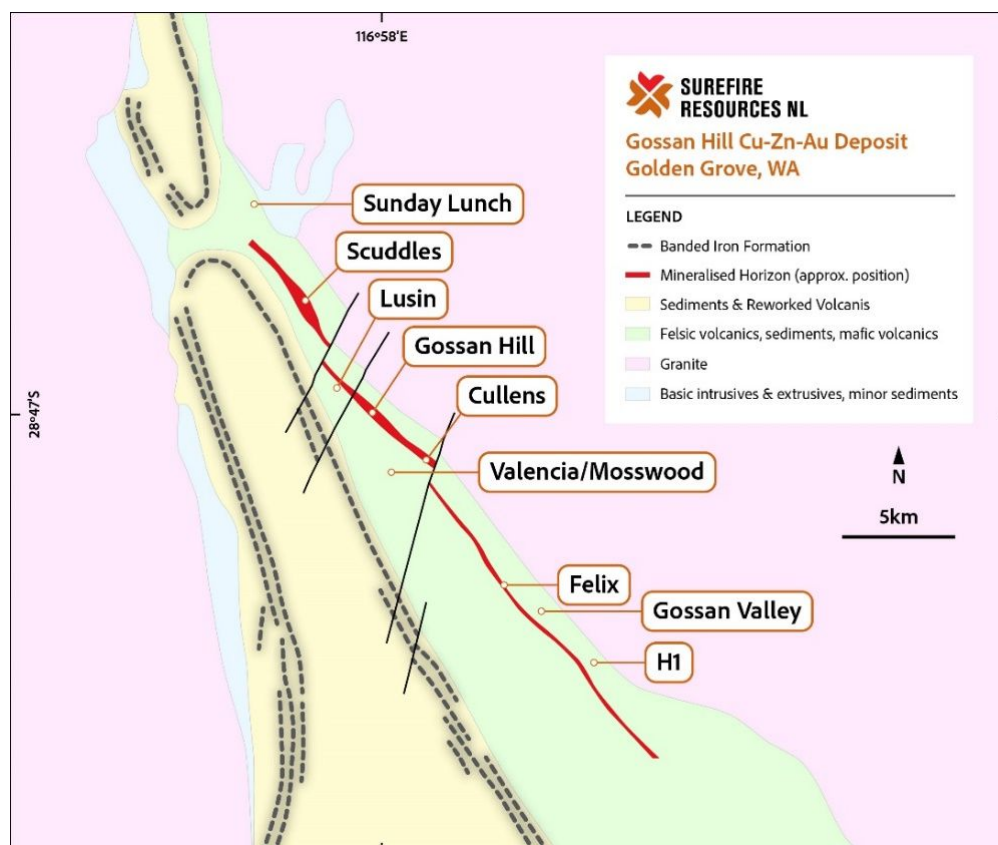 116°58'E
SUREFIRE
RESOURCES NL
Gossan Hill Cu-Zn-Au Deposit
Golden Grove, WA
LEGEND
Banded Iron Formation
Mineralised Horizon (approx. position)
Sediments & Reworked Volcanis
Felsic volcanics, sediments, mafic volcanics
Granite
Basic intrusives & extrusives, minor sediments
Sunday Lunch
Scuddles
Lusin
Gossan Hill
Cullens
28°47'S
Valencia/Mosswood
N
5km
Felix
Gossan Valley
H1